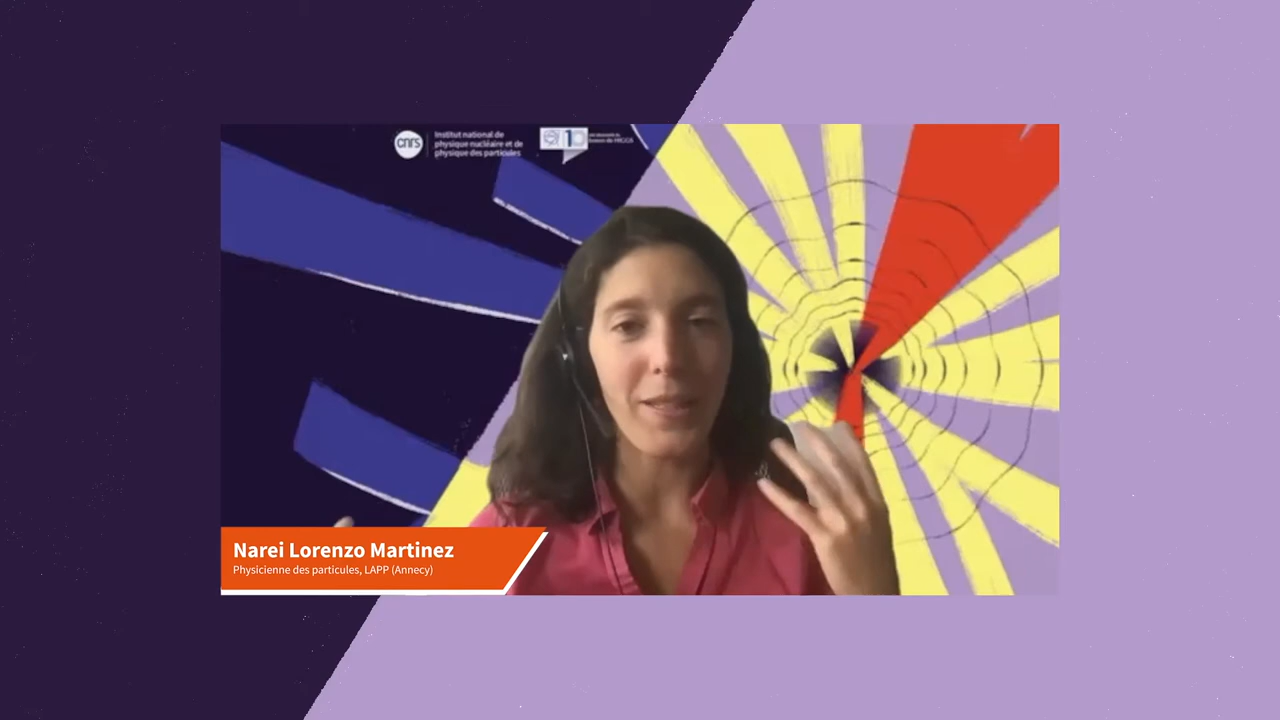 cnrs
Institut national de
physique nucléaire et de
physique des particules
10
Narei Lorenzo Martinez
Physicienne des particules, LAPP (Annecy)